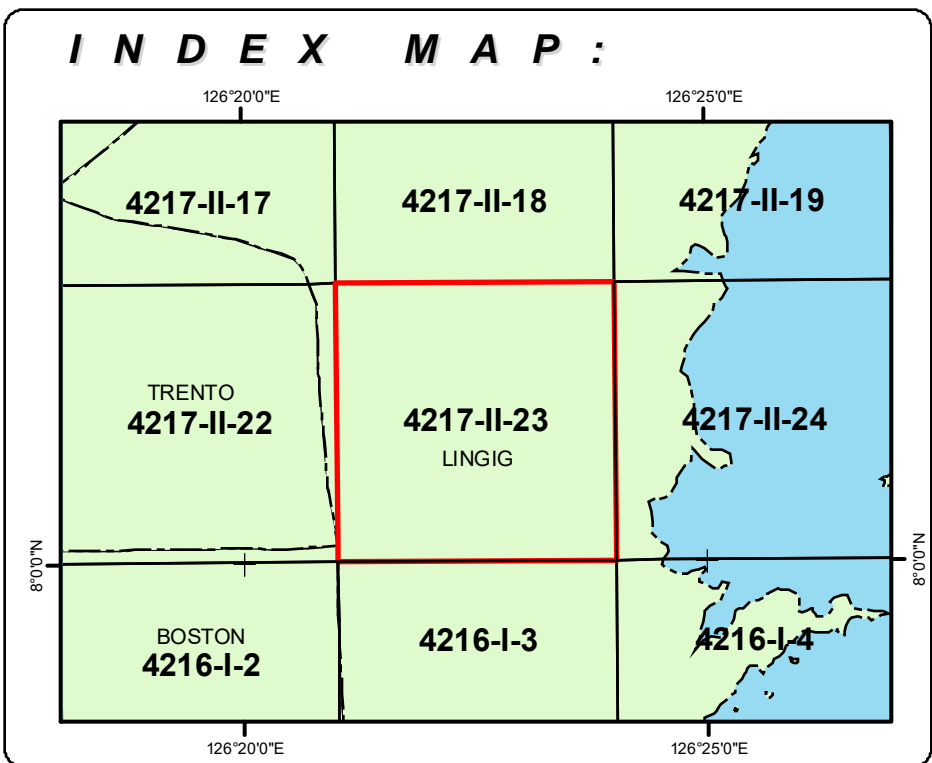 INDEX MAP:
126°20'0"E 126°25'0"E
4217-II-17 4217-II-18 4217-II-19
TRENTO
4217-II-22 4217-II-23 4217-II-24
LINGIG
8°0'0"N 8°0'0"N
BOSTON 4216-I-3 4216-I-4
4216-I-2
126°20'0"E 126°25'0"E